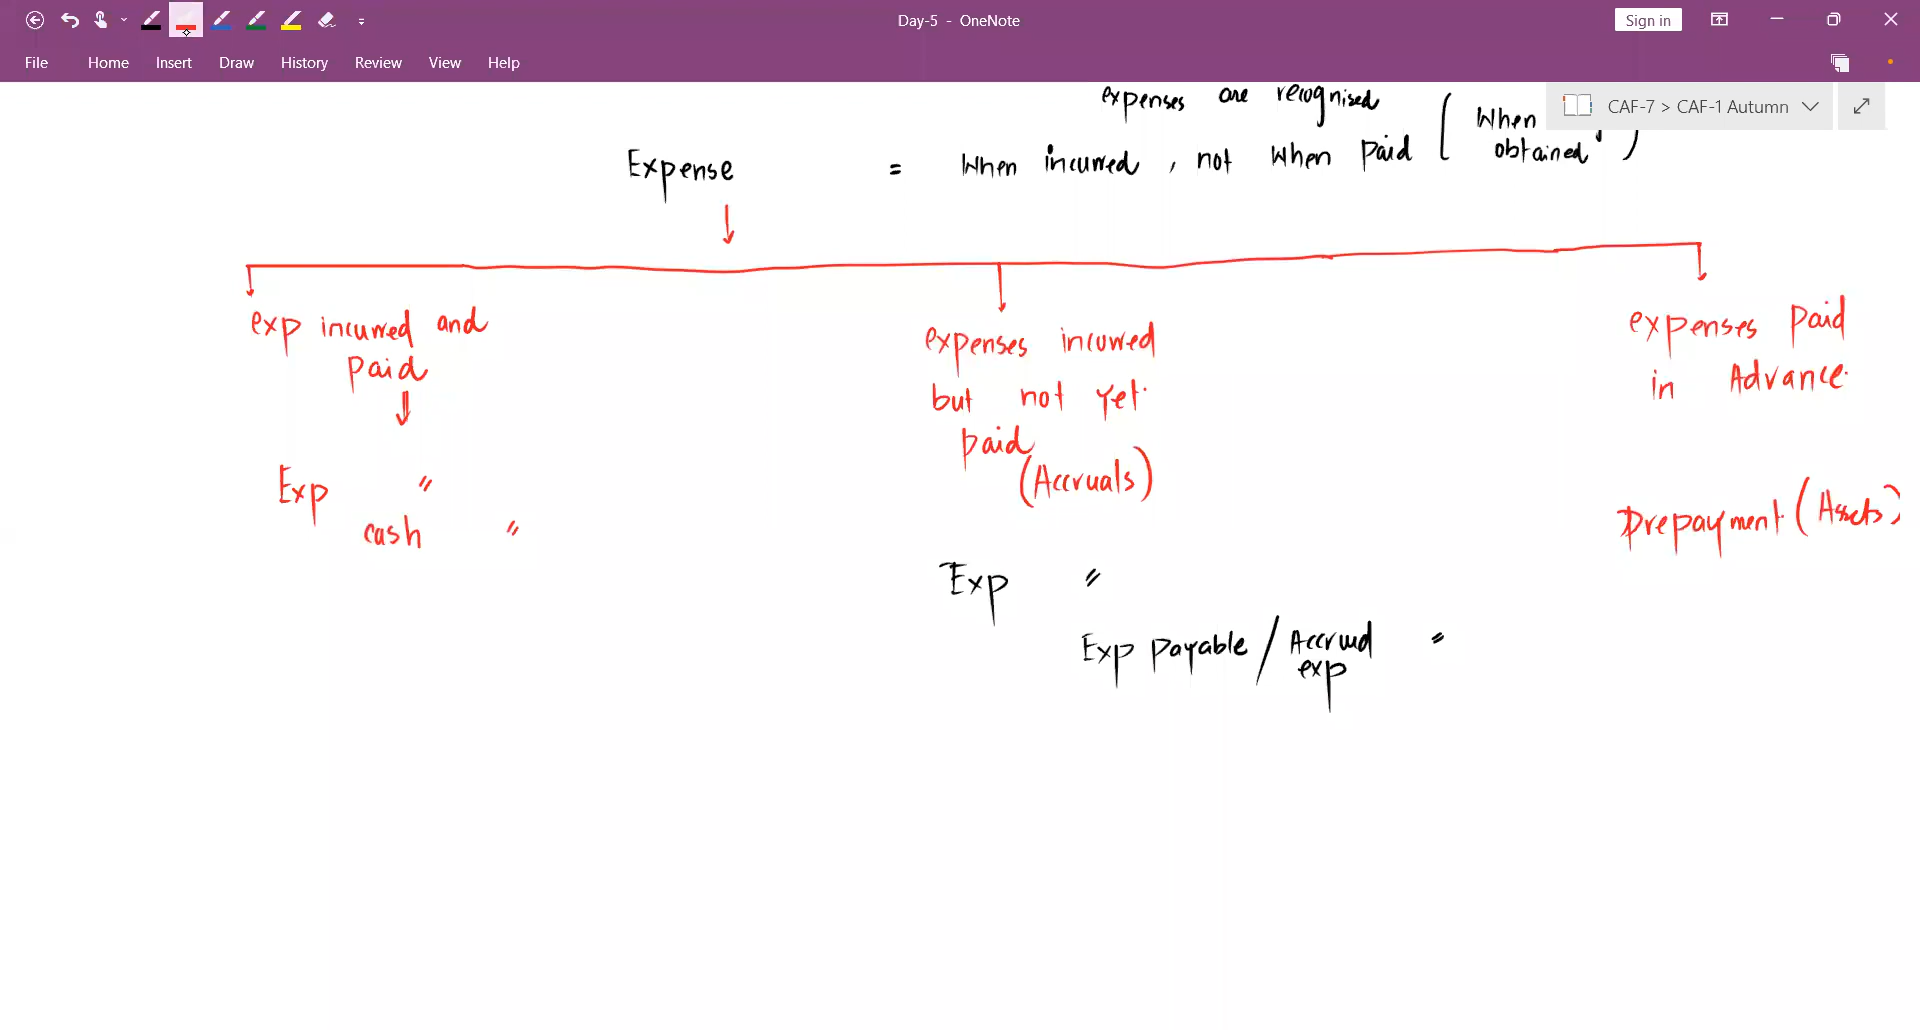 Day-5 - OneNote
Sign in
File Home Insert Draw History Review View Help
CAF-7 > CAF-1 Autumn
expenses are recognised
Expense = When incurred, not when paid ( When obtained )
exp incurred and
paid
Exp "
cash "
expenses incurred
but not yet
paid
(Accruals)
Exp "
Exp payable / Accrued
exp "
expenses paid
in Advance.
Prepayment (Assets)